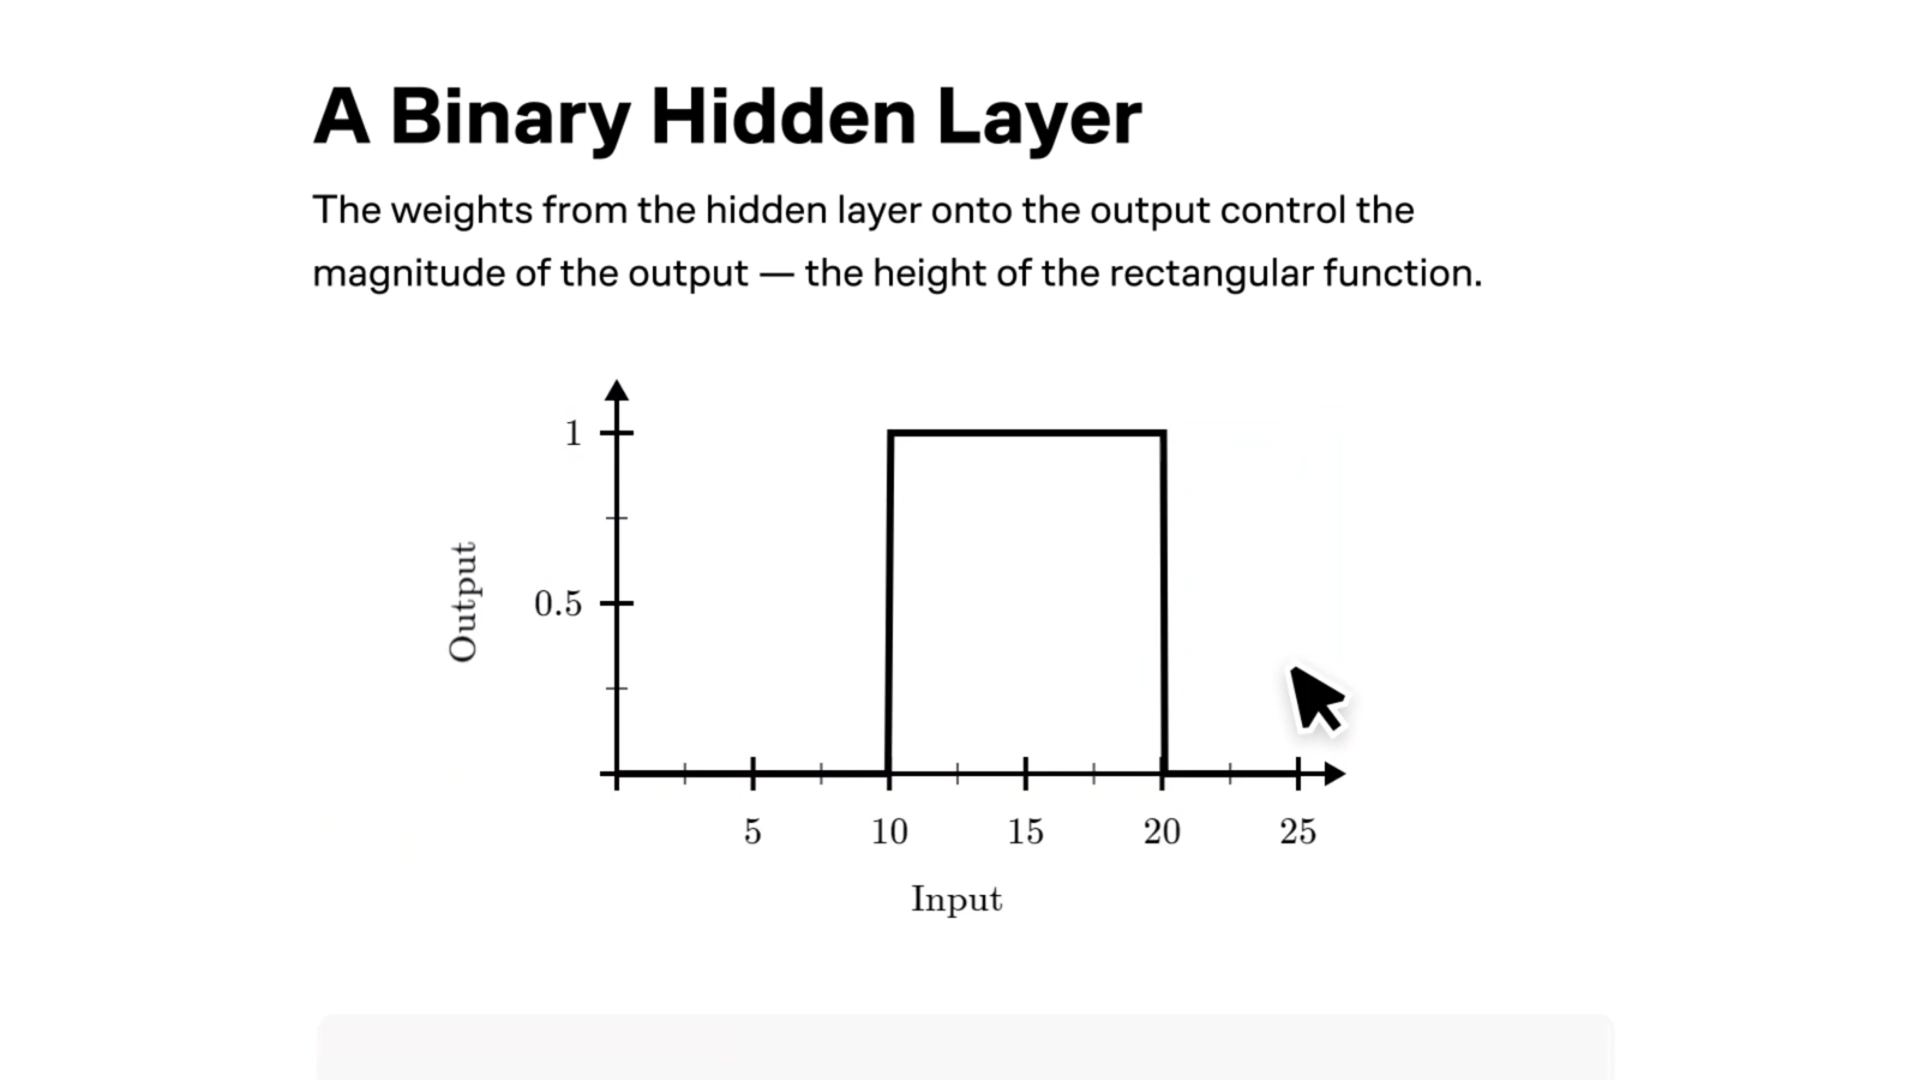 A Binary Hidden Layer
The weights from the hidden layer onto the output control the
magnitude of the output — the height of the rectangular function.
1
0.5
Output
5 10 15 20 25
Input